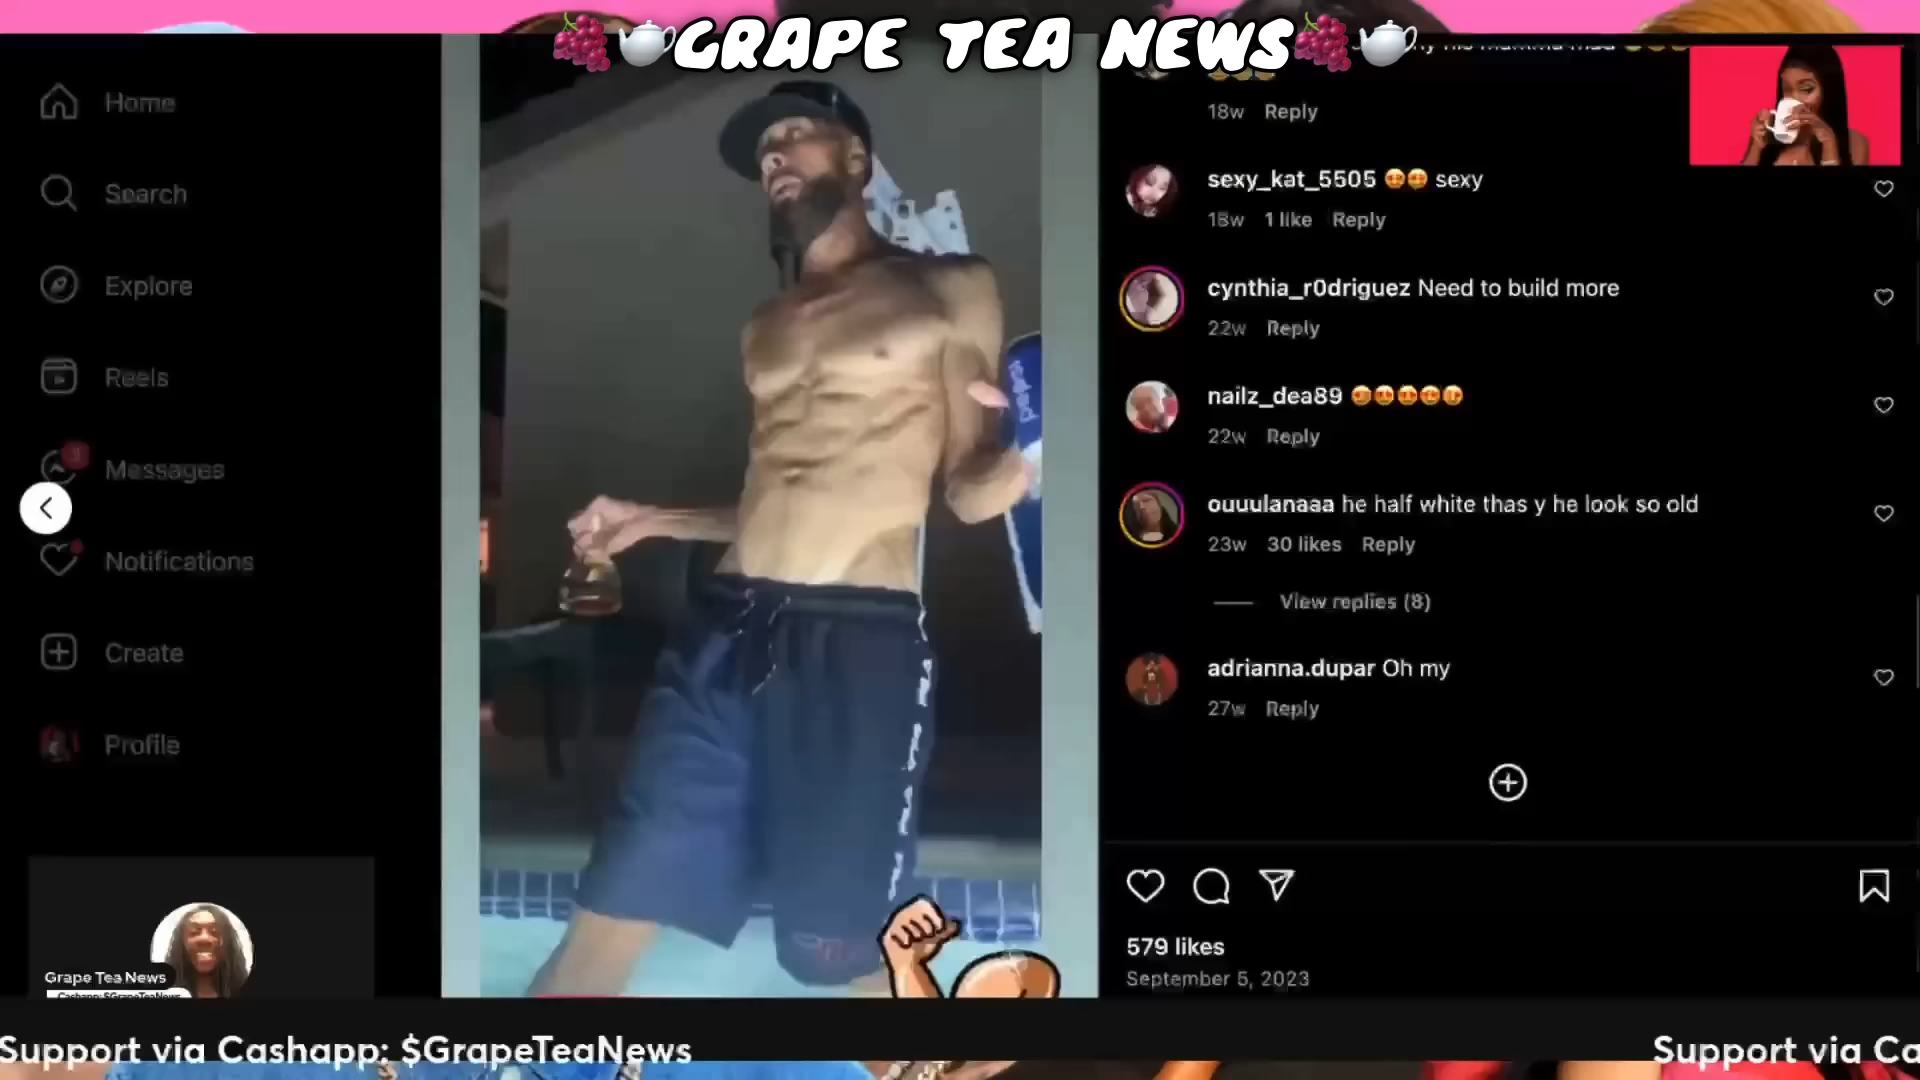 GRAPE TEA NEWS
Home
Search
Explore
Reels
Messages
Notifications
Create
Profile
Grape Tea News
Cashapp: $GrapeTeaNews
18w Reply
sexy_kat_5505 😍😍 sexy
18w 1 like Reply
cynthia_r0driguez Need to build more
22w Reply
nailz_dea89 😍😍😍😍😍
22w Reply
ouuulanaaa he half white thas y he look so old
23w 30 likes Reply
View replies (8)
adrianna.dupar Oh my
27w Reply
579 likes
September 5, 2023
Support via Cashapp: $GrapeTeaNews
Support via Ca